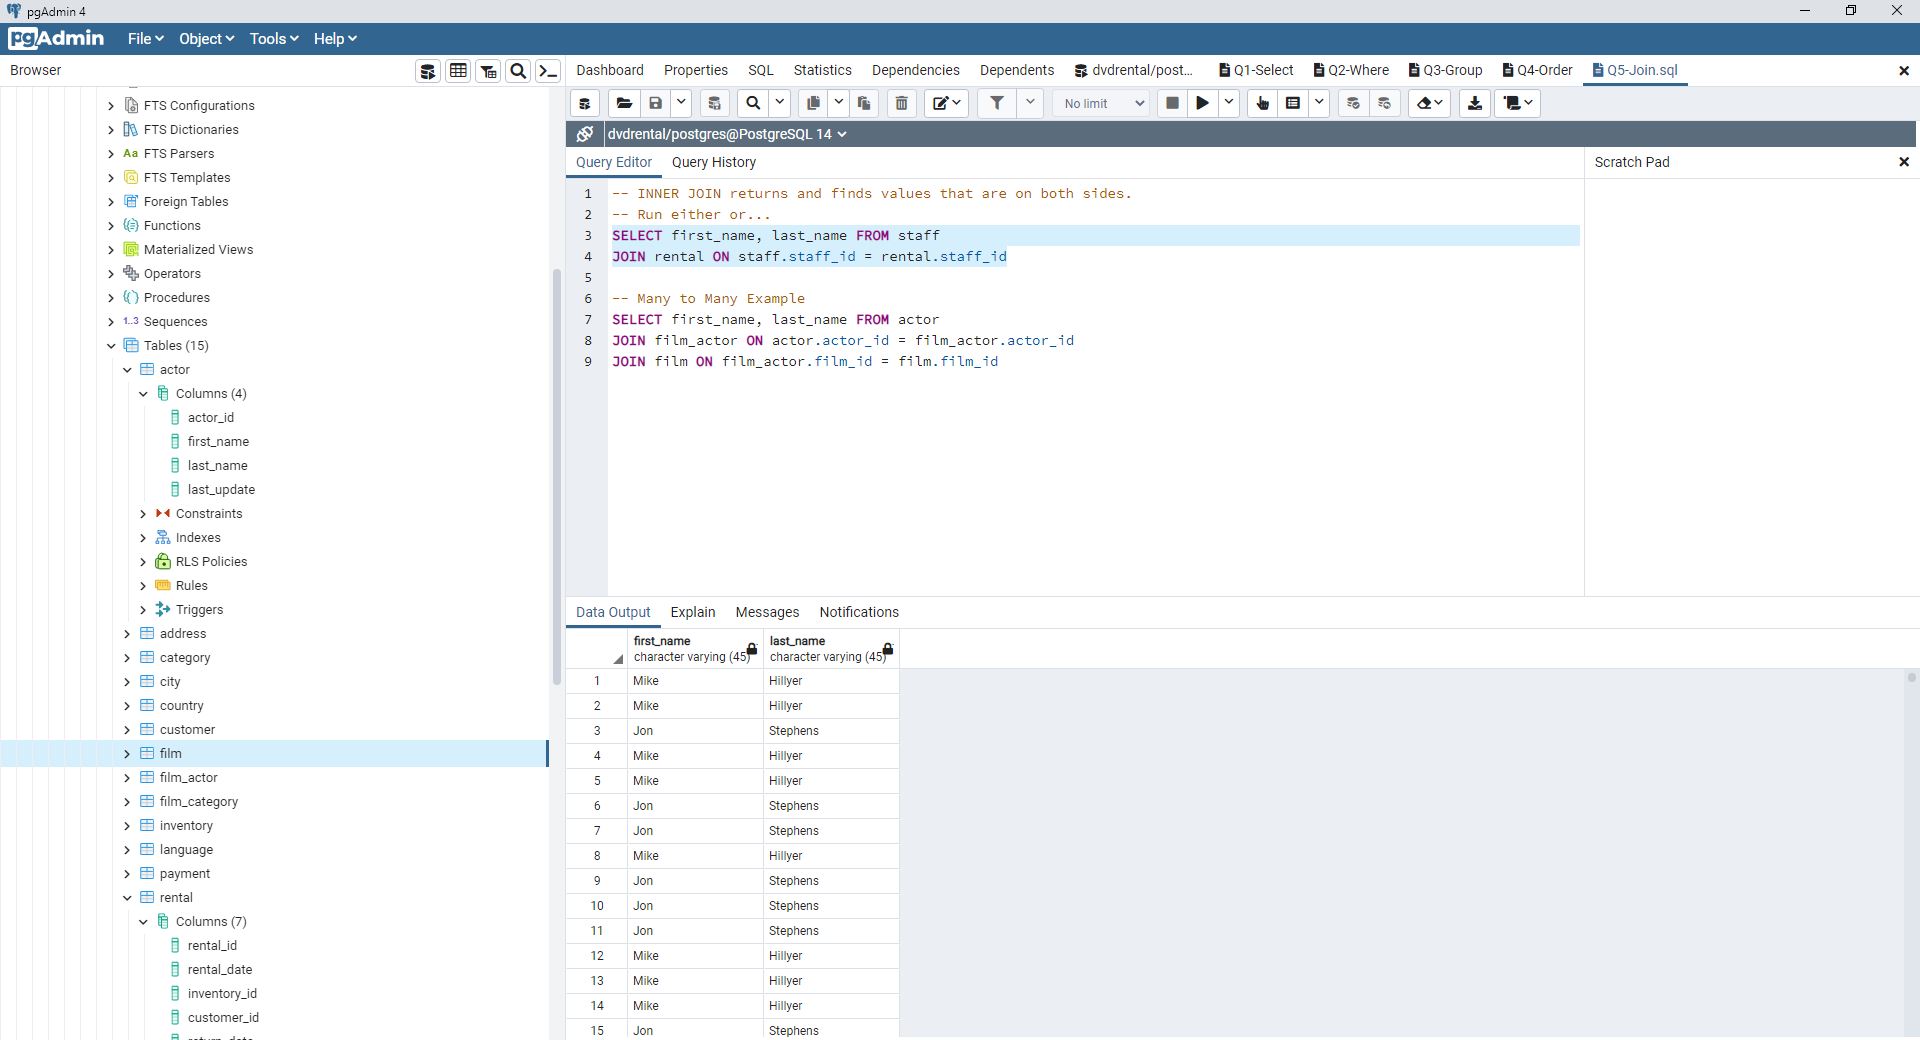 pgAdmin 4
pgAdmin File Object Tools Help
Browser
Dashboard Properties SQL Statistics Dependencies Dependents dvdrental/post... Q1-Select Q2-Where Q3-Group Q4-Order Q5-Join.sql
No limit
dvdrental/postgres@PostgreSQL 14
Query Editor Query History
Scratch Pad
FTS Configurations
FTS Dictionaries
Aa FTS Parsers
FTS Templates
Foreign Tables
Functions
Materialized Views
Operators
Procedures
1..3 Sequences
Tables (15)
actor
Columns (4)
actor_id
first_name
last_name
last_update
Constraints
Indexes
RLS Policies
Rules
Triggers
address
category
city
country
customer
film
film_actor
film_category
inventory
language
payment
rental
Columns (7)
rental_id
rental_date
inventory_id
customer_id
return_date
1 -- INNER JOIN returns and finds values that are on both sides.
2 -- Run either or...
3 SELECT first_name, last_name FROM staff
4 JOIN rental ON staff.staff_id = rental.staff_id
5
6 -- Many to Many Example
7 SELECT first_name, last_name FROM actor
8 JOIN film_actor ON actor.actor_id = film_actor.actor_id
9 JOIN film ON film_actor.film_id = film.film_id
Data Output Explain Messages Notifications
first_name last_name
character varying (45) character varying (45)
1 Mike Hillyer
2 Mike Hillyer
3 Jon Stephens
4 Mike Hillyer
5 Mike Hillyer
6 Jon Stephens
7 Jon Stephens
8 Mike Hillyer
9 Jon Stephens
10 Jon Stephens
11 Jon Stephens
12 Mike Hillyer
13 Mike Hillyer
14 Mike Hillyer
15 Jon Stephens